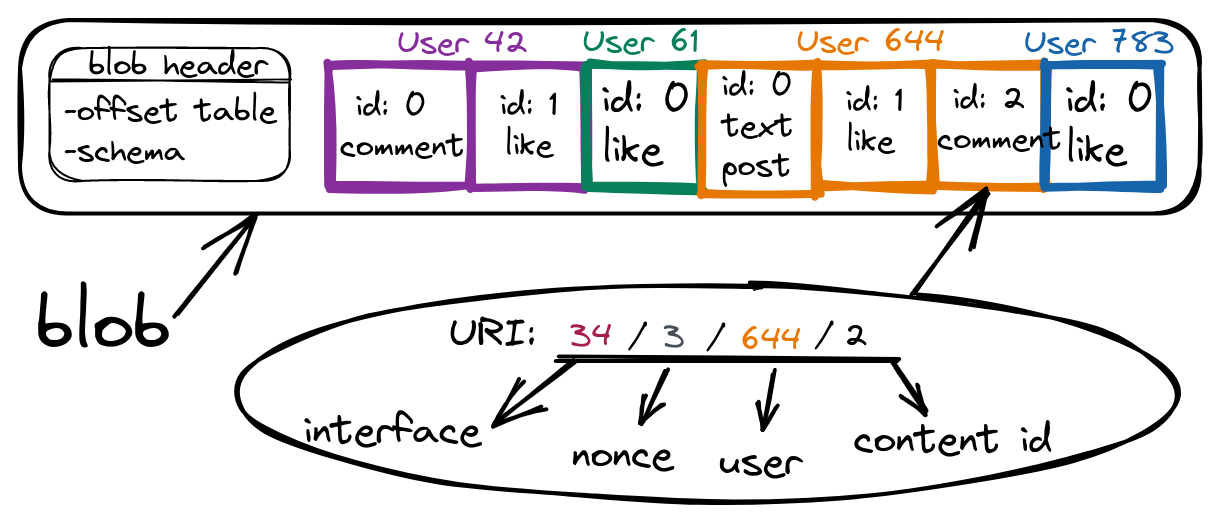 User 42
User 61
User 644
User 783
blob header
-offset table
-schema
id: 0
comment
id: 1
like
id: 0
like
id: 0
text
post
id: 1
like
id: 2
comment
id: 0
like
blob
URI: 34 / 3 / 644 / 2
interface
nonce
user
content id